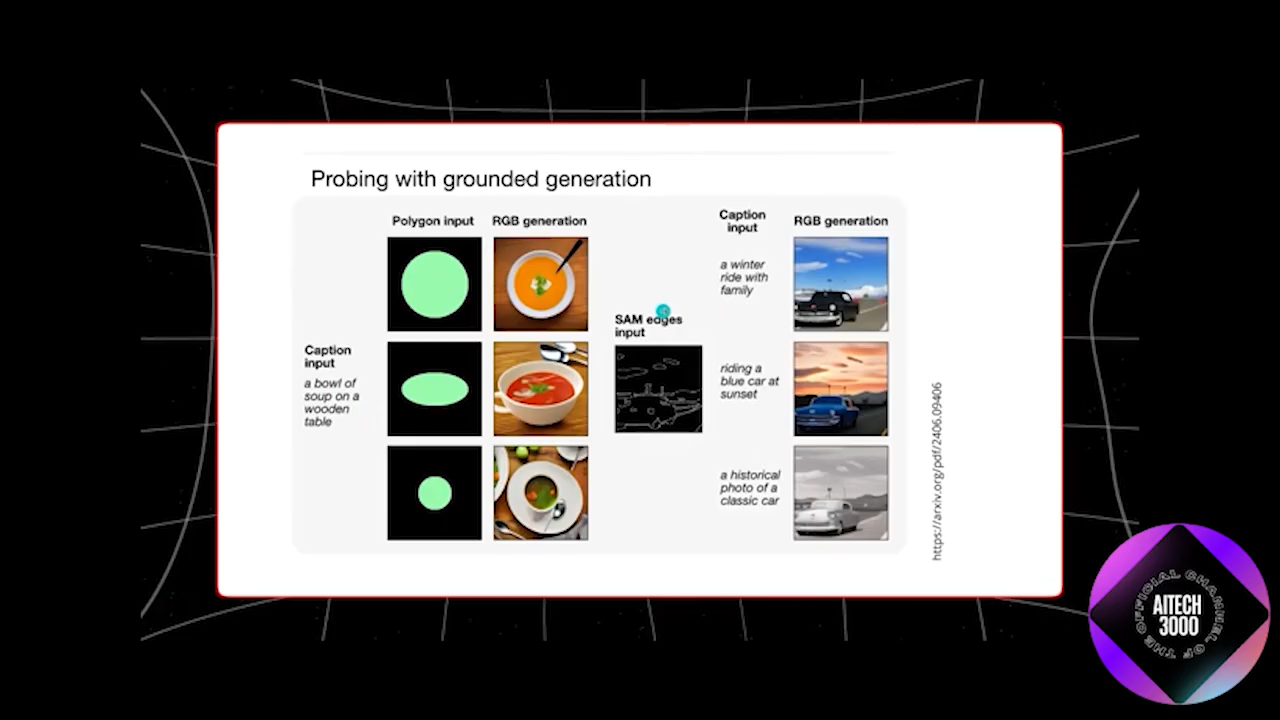 Probing with grounded generation
Polygon input
RGB generation
Caption
input
a bowl of
soup on a
wooden
table
SAM edges
input
Caption
input
RGB generation
a winter
ride with
family
riding a
blue car at
sunset
a historical
photo of a
classic car
https://arxiv.org/pdf/2406.09406
THE OFFICIAL CHANNEL OF
AITECH
3000